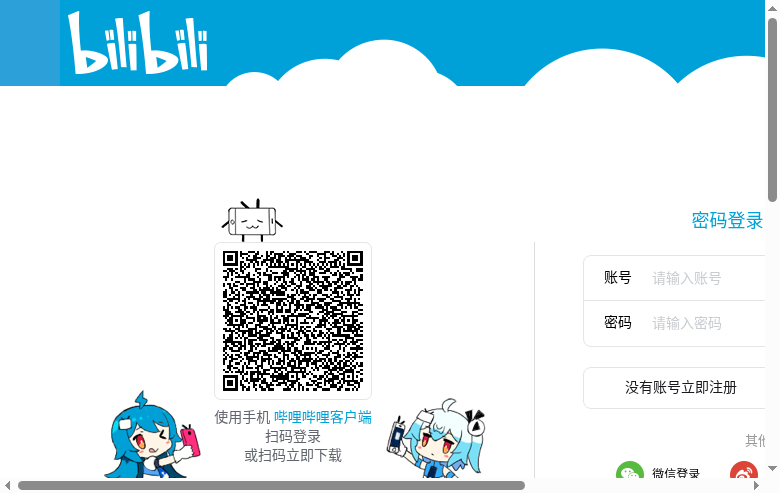 bilibili
密码登录
账号 请输入账号
密码 请输入密码
没有账号立即注册
使用手机 哔哩哔哩客户端
扫码登录
或扫码立即下载
其他
微信登录